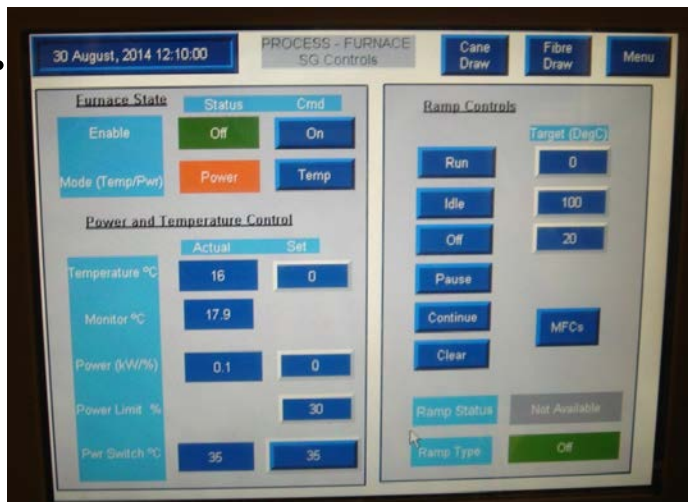 30 August, 2014 12:10:00
PROCESS - FURNACE
SG Controls
Cane
Draw
Fibre
Draw
Menu
Furnace State
Status
Cmd
Enable
Off
On
Mode (Temp/Pwr)
Power
Temp
Power and Temperature Control
Actual
Set
Temperature ºC
16
0
Monitor ºC
17.9
Power (kW/%)
0.1
0
Power Limit %
30
Pwr Switch ºC
35
35
Ramp Controls
Target (DegC)
Run
0
Idle
100
Off
20
Pause
Continue
MFCs
Clear
Ramp Status
Not Available
Ramp Type
Off